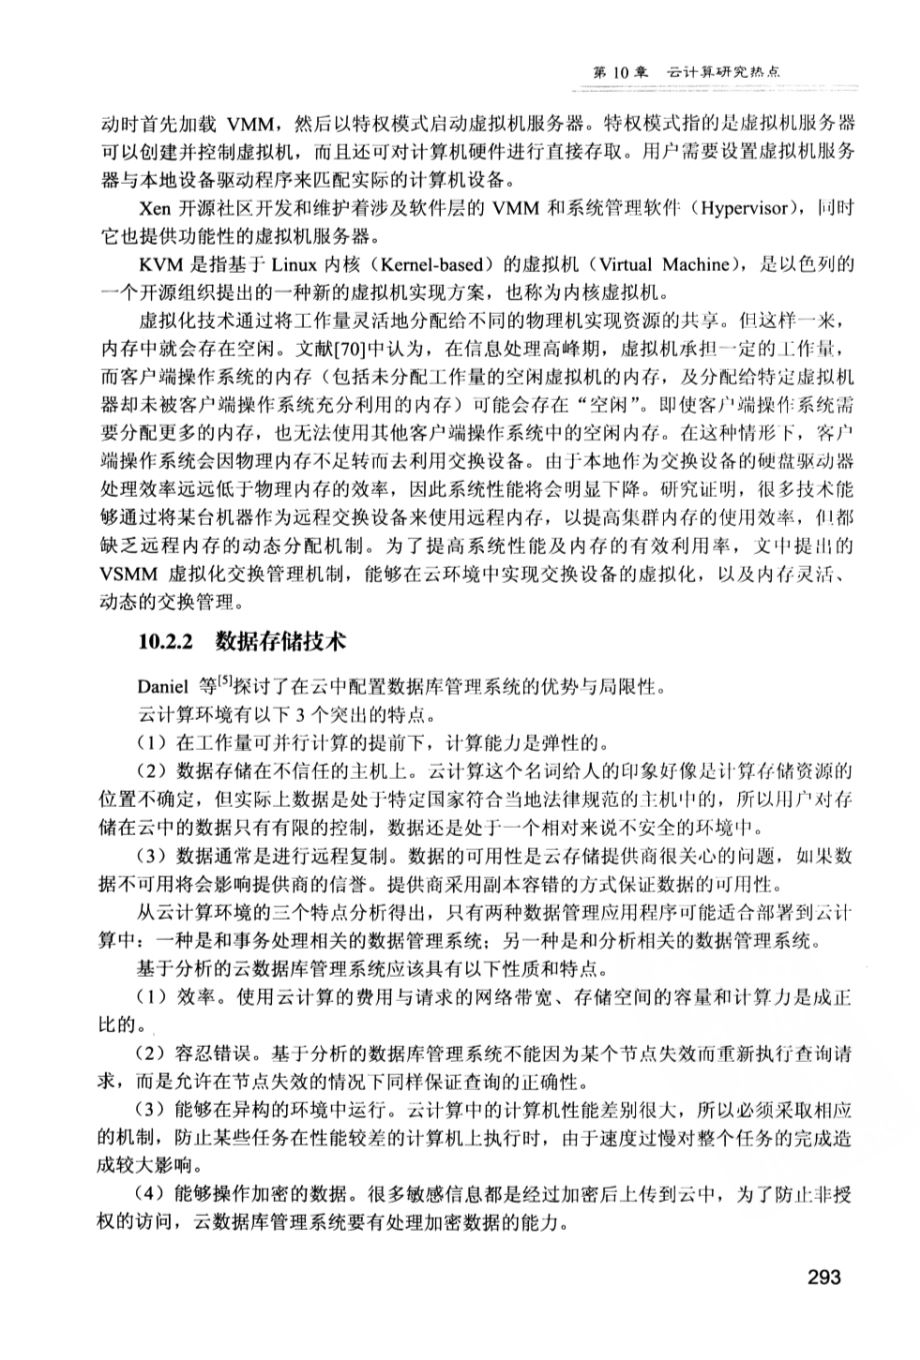 第 10 章 云计算研究热点
动时首先加载 VMM，然后以特权模式启动虚拟机服务器。特权模式指的是虚拟机服务器
可以创建并控制虚拟机，而且还可对计算机硬件进行直接存取。用户需要设置虚拟机服务
器与本地设备驱动程序来匹配实际的计算机设备。
Xen 开源社区开发和维护着涉及软件层的 VMM 和系统管理软件（Hypervisor），同时
它也提供功能性的虚拟机服务器。
KVM 是指基于 Linux 内核（Kernel-based）的虚拟机（Virtual Machine），是以色列的
一个开源组织提出的一种新的虚拟机实现方案，也称为内核虚拟机。
虚拟化技术通过将工作量灵活地分配给不同的物理机实现资源的共享。但这样一来，
内存中就会存在空闲。文献[70]中认为，在信息处理高峰期，虚拟机承担一定的工作量，
而客户端操作系统的内存（包括未分配工作量的空闲虚拟机的内存，及分配给特定虚拟机
器却未被客户端操作系统充分利用的内存）可能会存在“空闲”。即使客户端操作系统需
要分配更多的内存，也无法使用其他客户端操作系统中的空闲内存。在这种情形下，客户
端操作系统会因物理内存不足转而去利用交换设备。由于本地作为交换设备的硬盘驱动器
处理效率远远低于物理内存的效率，因此系统性能将会明显下降。研究证明，很多技术能
够通过将某台机器作为远程交换设备来使用远程内存，以提高集群内存的使用效率，但都
缺乏远程内存的动态分配机制。为了提高系统性能及内存的有效利用率，文中提出的
VSMM 虚拟化交换管理机制，能够在云环境中实现交换设备的虚拟化，以及内存灵活、
动态的交换管理。
10.2.2 数据存储技术
Daniel 等[5]探讨了在云中配置数据库管理系统的优势与局限性。
云计算环境有以下 3 个突出的特点。
（1）在工作量可并行计算的提前下，计算能力是弹性的。
（2）数据存储在不信任的主机上。云计算这个名词给人的印象好像是计算存储资源的
位置不确定，但实际上数据是处于特定国家符合当地法律规范的主机中的，所以用户对存
储在云中的数据只有有限的控制，数据还是处于一个相对来说不安全的环境中。
（3）数据通常是进行远程复制。数据的可用性是云存储提供商很关心的问题，如果数
据不可用将会影响提供商的信誉。提供商采用副本容错的方式保证数据的可用性。
从云计算环境的三个特点分析得出，只有两种数据管理应用程序可能适合部署到云计
算中：一种是和事务处理相关的数据管理系统；另一种是和分析相关的数据管理系统。
基于分析的云数据库管理系统应该具有以下性质和特点。
（1）效率。使用云计算的费用与请求的网络带宽、存储空间的容量和计算力是成正
比的。
（2）容忍错误。基于分析的数据库管理系统不能因为某个节点失效而重新执行查询请
求，而是允许在节点失效的情况下同样保证查询的正确性。
（3）能够在异构的环境中运行。云计算中的计算机性能差别很大，所以必须采取相应
的机制，防止某些任务在性能较差的计算机上执行时，由于速度过慢对整个任务的完成造
成较大影响。
（4）能够操作加密的数据。很多敏感信息都是经过加密后上传到云中，为了防止非授
权的访问，云数据库管理系统要有处理加密数据的能力。
293